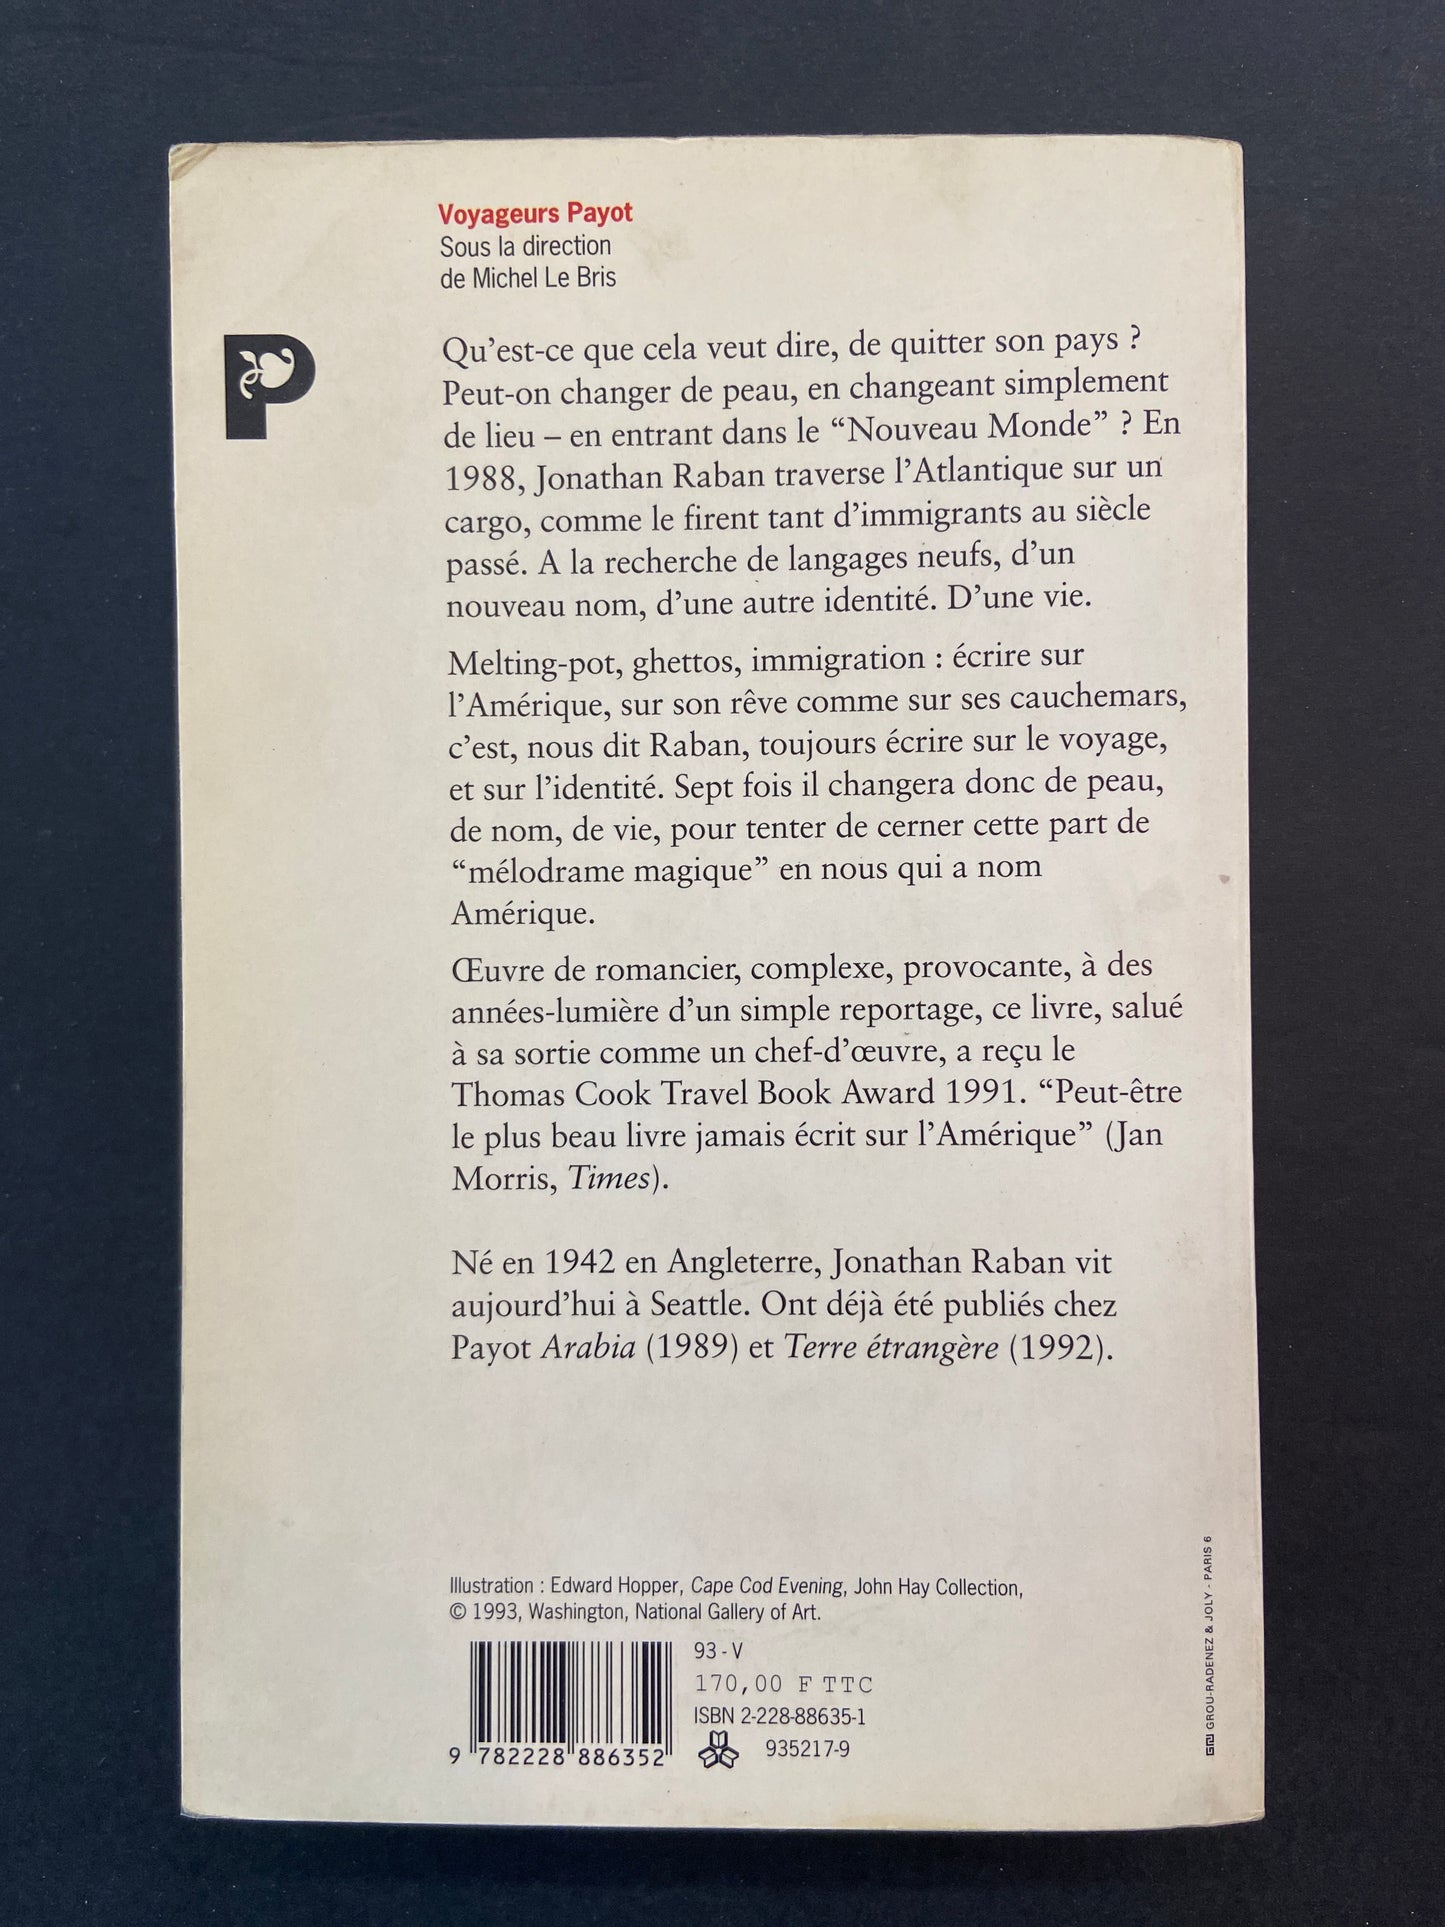 Voyageurs Payot
Sous la direction
de Michel Le Bris
P
Qu’est-ce que cela veut dire, de quitter son pays ?
Peut-on changer de peau, en changeant simplement
de lieu – en entrant dans le “Nouveau Monde” ? En
1988, Jonathan Raban traverse l’Atlantique sur un
cargo, comme le firent tant d’immigrants au siècle
passé. A la recherche de langages neufs, d’un
nouveau nom, d’une autre identité. D’une vie.
Melting-pot, ghettos, immigration : écrire sur
l’Amérique, sur son rêve comme sur ses cauchemars,
c’est, nous dit Raban, toujours écrire sur le voyage,
et sur l’identité. Sept fois il changera donc de peau,
de nom, de vie, pour tenter de cerner cette part de
“mélodrame magique” en nous qui a nom
Amérique.
Œuvre de romancier, complexe, provocante, à des
années-lumière d’un simple reportage, ce livre, salué
à sa sortie comme un chef-d’œuvre, a reçu le
Thomas Cook Travel Book Award 1991. “Peut-être
le plus beau livre jamais écrit sur l’Amérique” (Jan
Morris, Times).
Né en 1942 en Angleterre, Jonathan Raban vit
aujourd’hui à Seattle. Ont déjà été publiés chez
Payot Arabia (1989) et Terre étrangère (1992).
Illustration : Edward Hopper, Cape Cod Evening, John Hay Collection,
© 1993, Washington, National Gallery of Art.
93 - V
170,00 F TTC
ISBN 2-228-88635-1
935217-9
9 782228 886352
GROU-RADENEZ & JOLY - PARIS 6